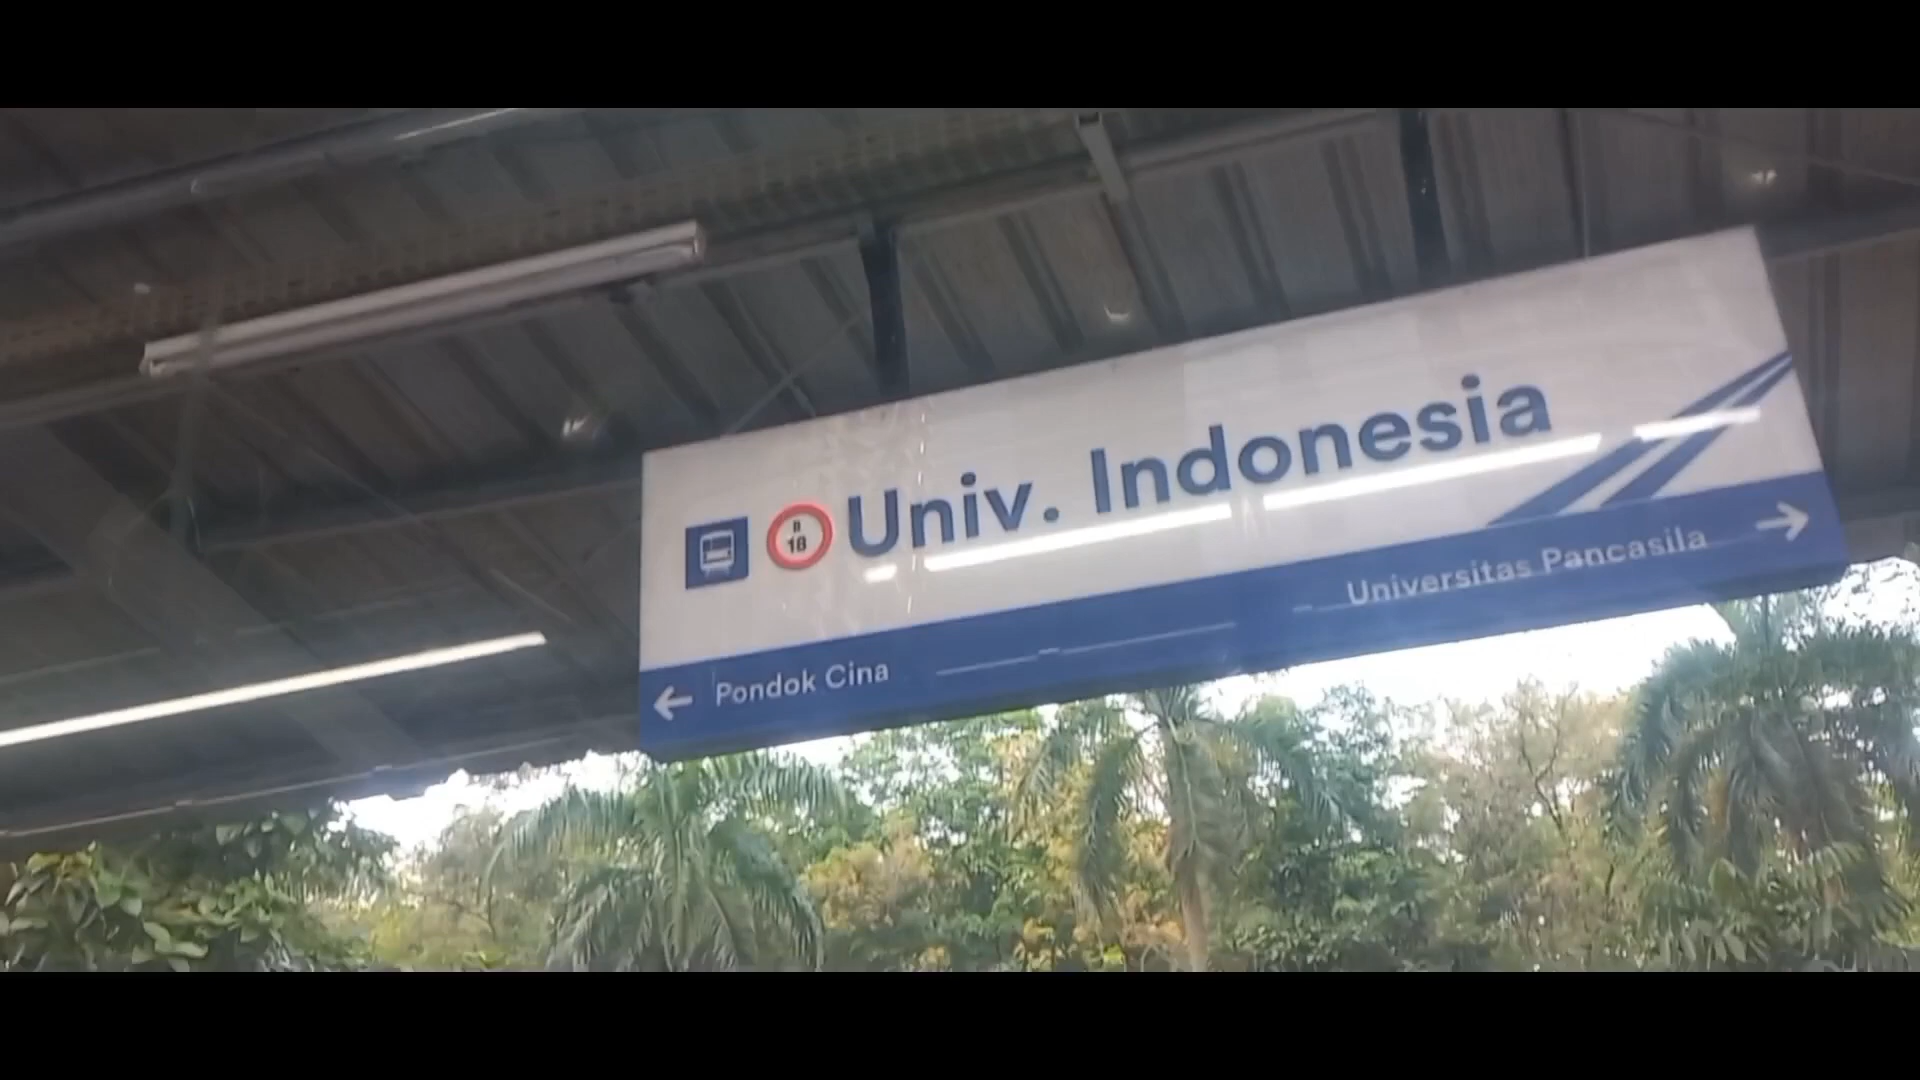 B
18
Univ. Indonesia
← Pondok Cina
Universitas Pancasila →